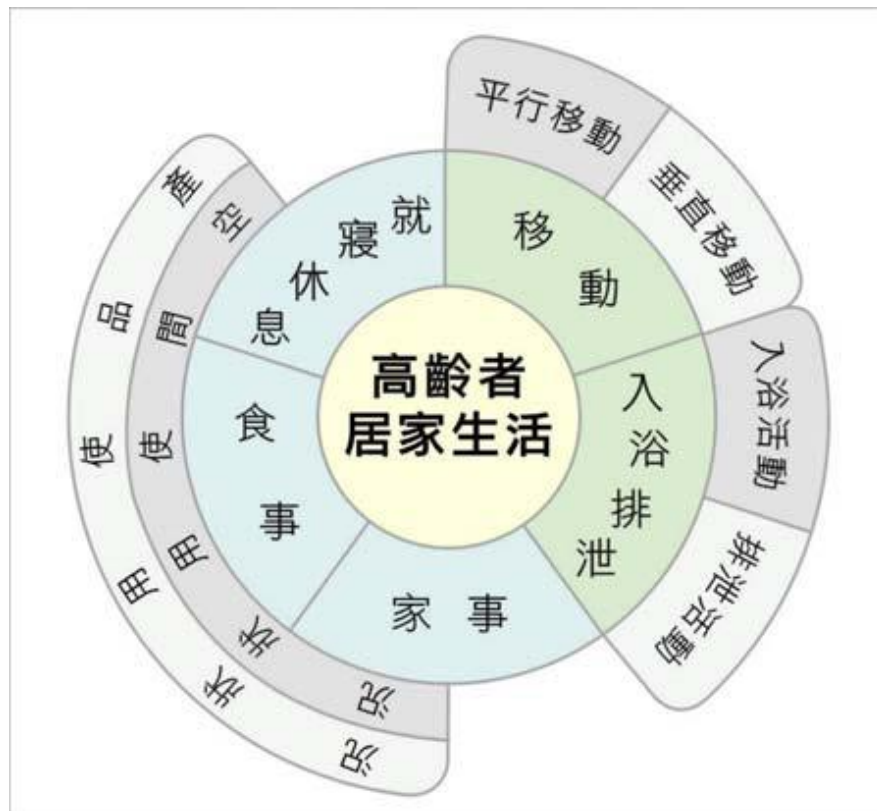 高齡者
居家生活
移動
平行移動
垂直移動
入浴排泄
入浴活動
排泄活動
家事
食事
就寢休息
空間使用狀況
產品使用狀況